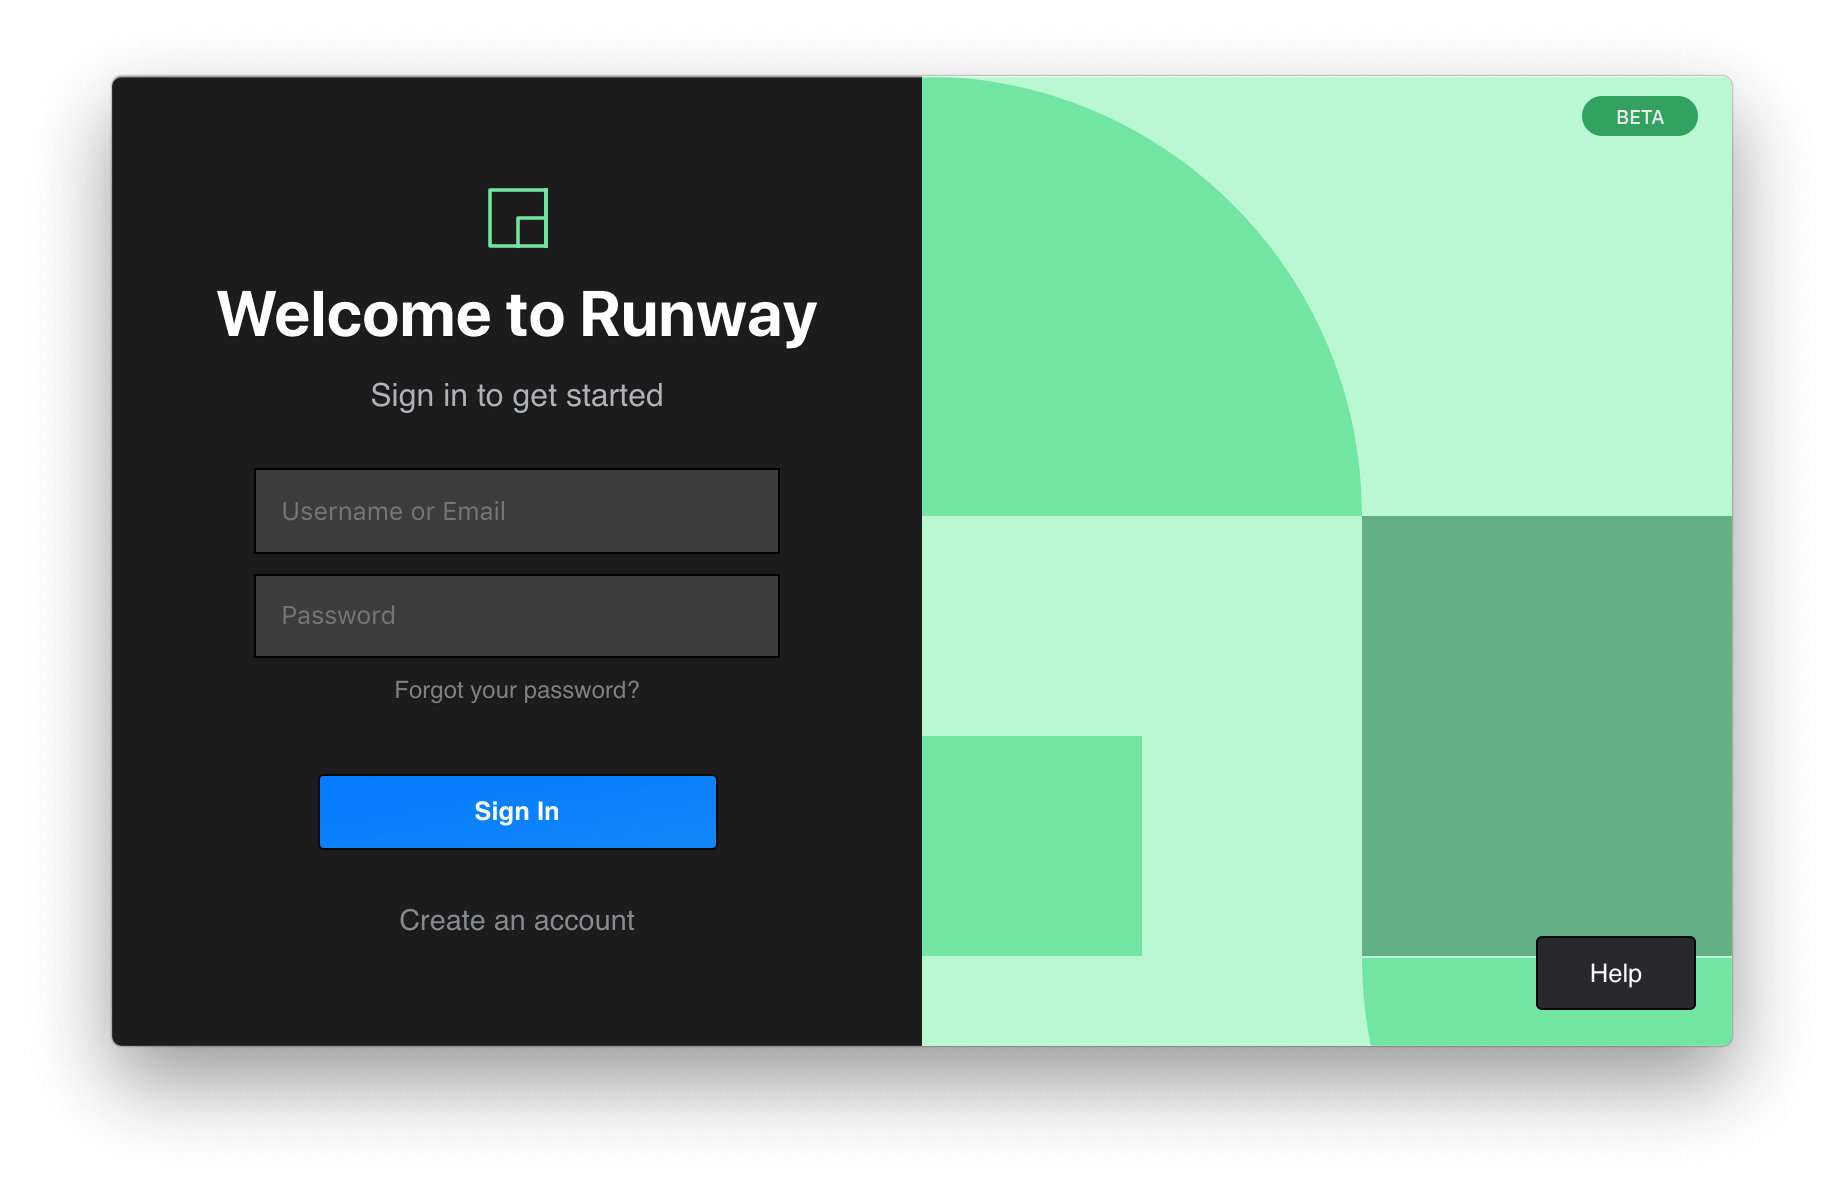 Welcome to Runway
Sign in to get started
Username or Email
Password
Forgot your password?
Sign In
Create an account
BETA
Help